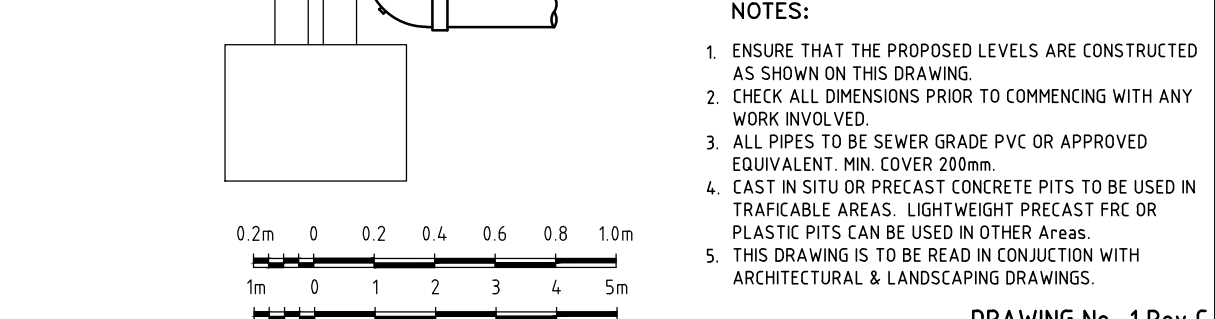 NOTES:
1. ENSURE THAT THE PROPOSED LEVELS ARE CONSTRUCTED
AS SHOWN ON THIS DRAWING.
2. CHECK ALL DIMENSIONS PRIOR TO COMMENCING WITH ANY
WORK INVOLVED.
3. ALL PIPES TO BE SEWER GRADE PVC OR APPROVED
EQUIVALENT. MIN. COVER 200mm.
4. CAST IN SITU OR PRECAST CONCRETE PITS TO BE USED IN
TRAFICABLE AREAS. LIGHTWEIGHT PRECAST FRC OR
PLASTIC PITS CAN BE USED IN OTHER Areas.
5. THIS DRAWING IS TO BE READ IN CONJUCTION WITH
ARCHITECTURAL & LANDSCAPING DRAWINGS.
0.2m 0 0.2 0.4 0.6 0.8 1.0m
1m 0 1 2 3 4 5m
DRAWING No. 1 Rev C